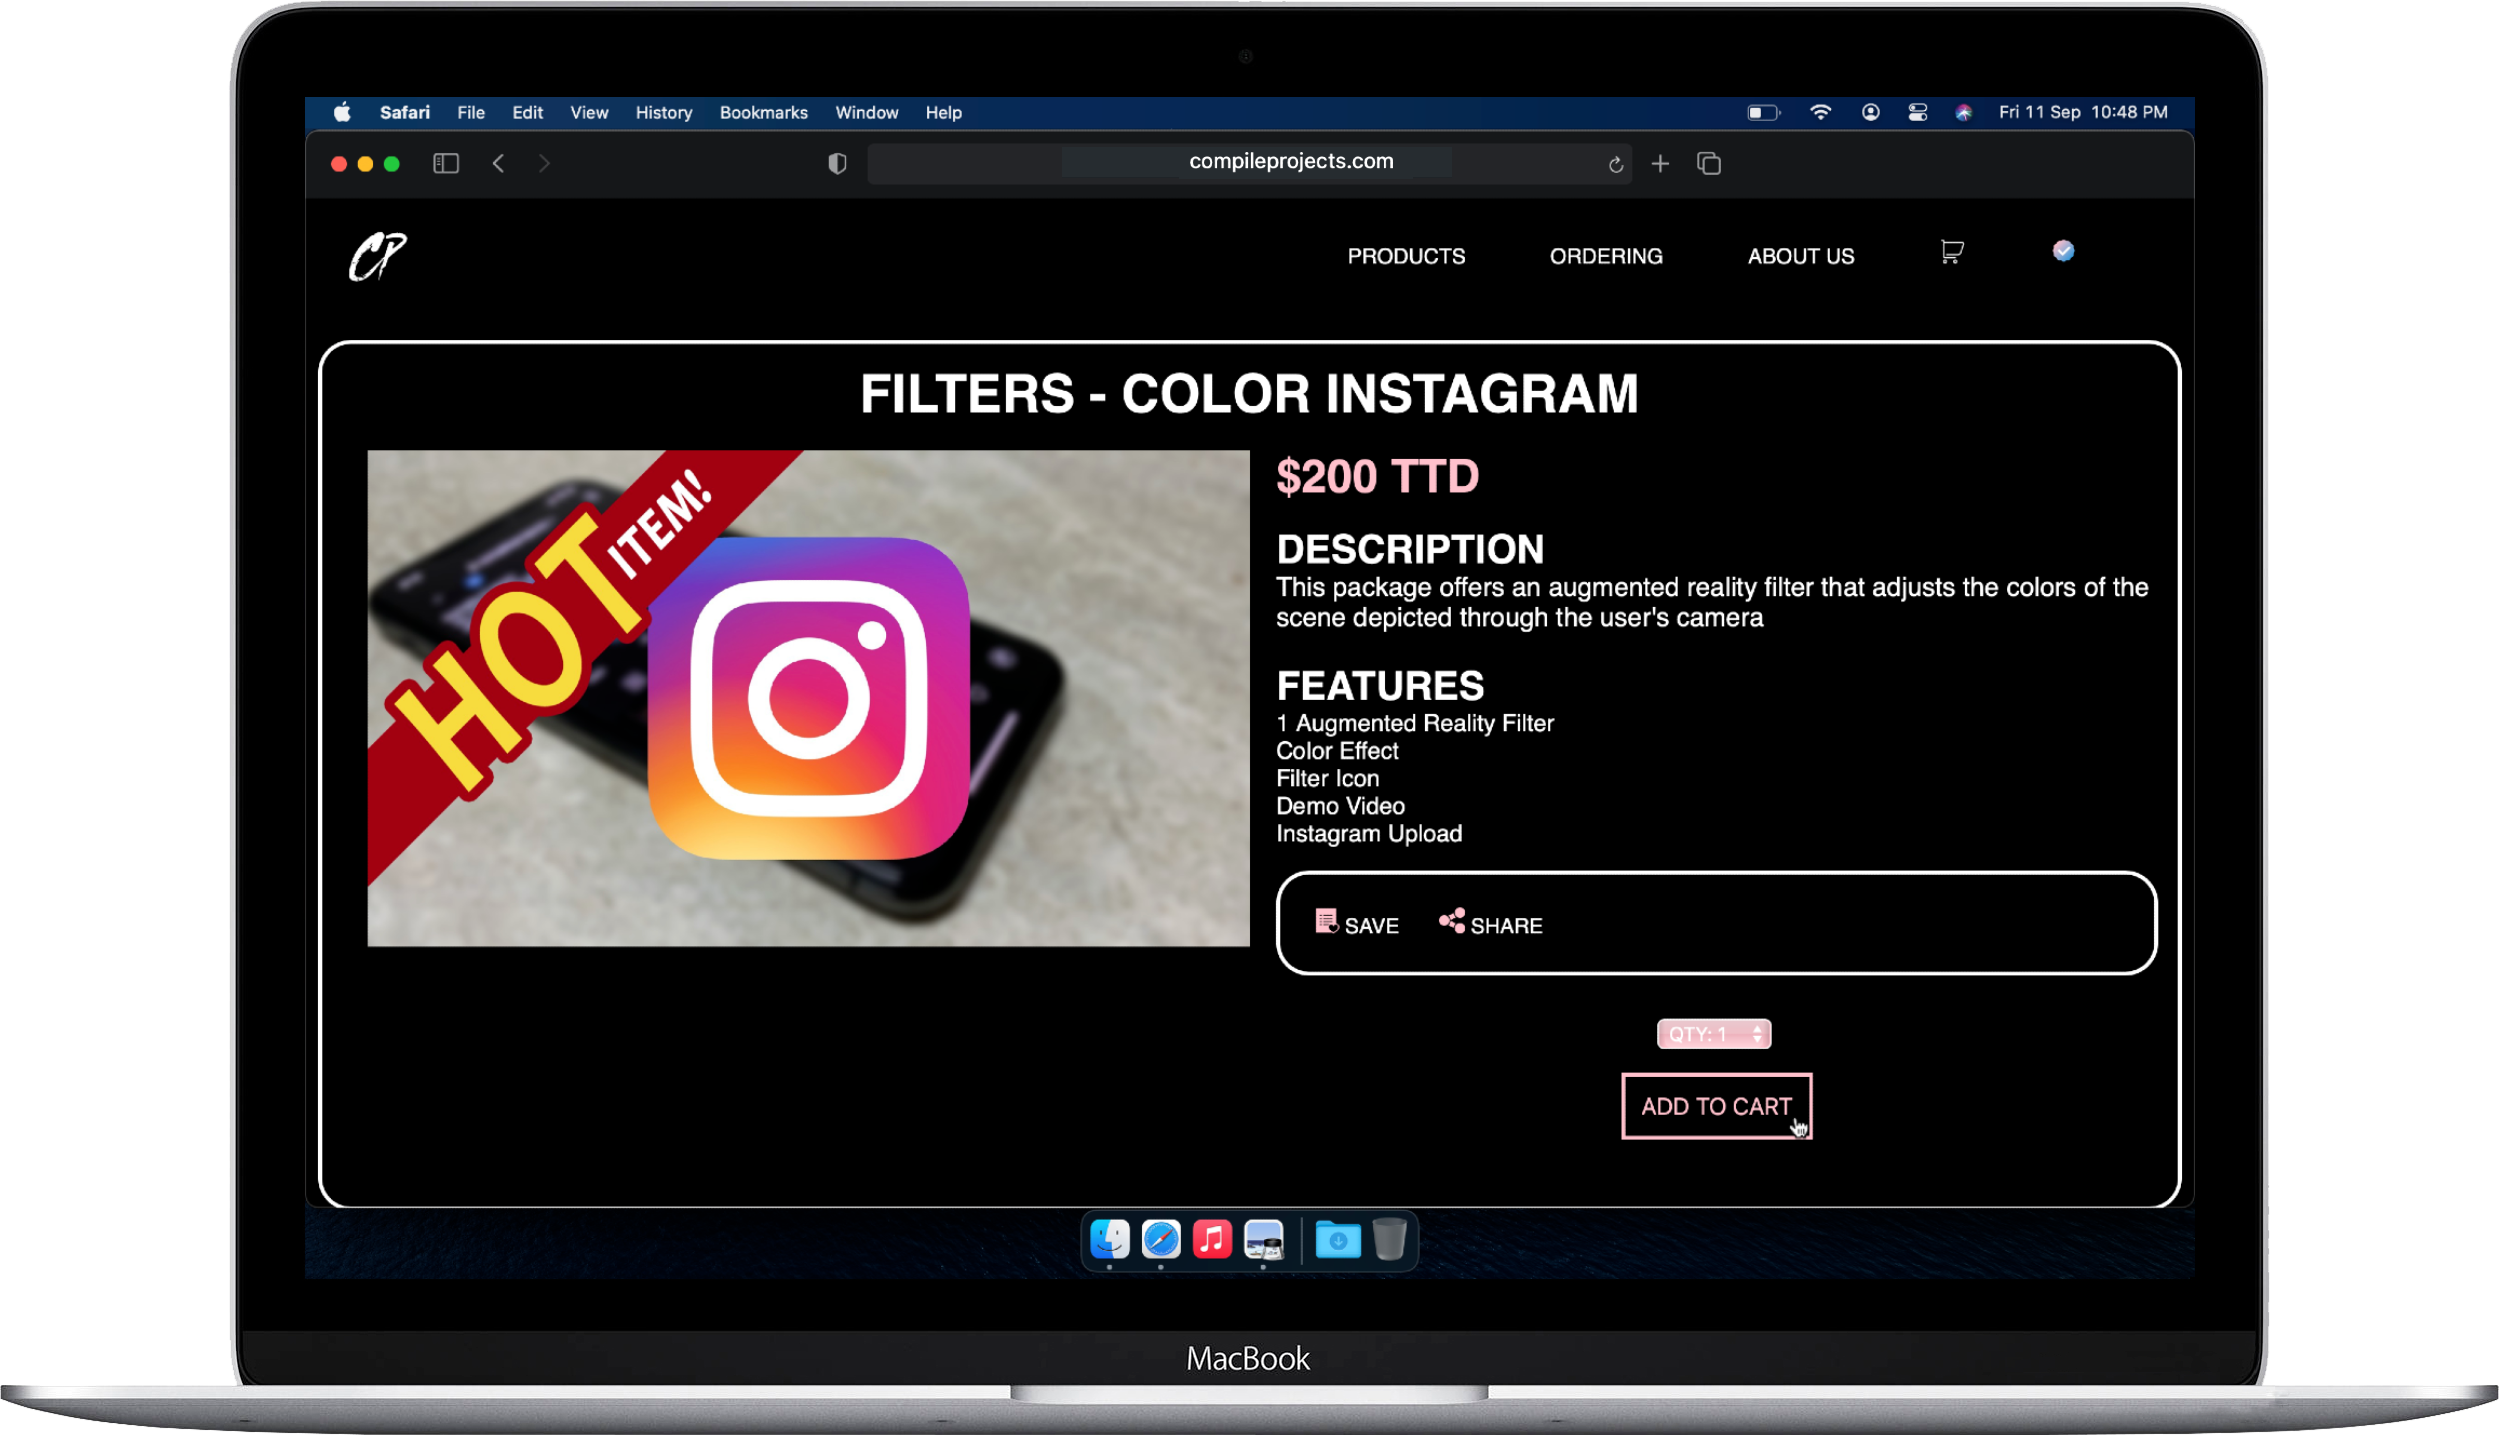 Safari File Edit View History Bookmarks Window Help Fri 11 Sep 10:48 PM
compileprojects.com
CP PRODUCTS ORDERING ABOUT US
FILTERS - COLOR INSTAGRAM
HOT ITEM!
$200 TTD
DESCRIPTION
This package offers an augmented reality filter that adjusts the colors of the
scene depicted through the user's camera
FEATURES
1 Augmented Reality Filter
Color Effect
Filter Icon
Demo Video
Instagram Upload
SAVE SHARE
QTY: 1
ADD TO CART
MacBook